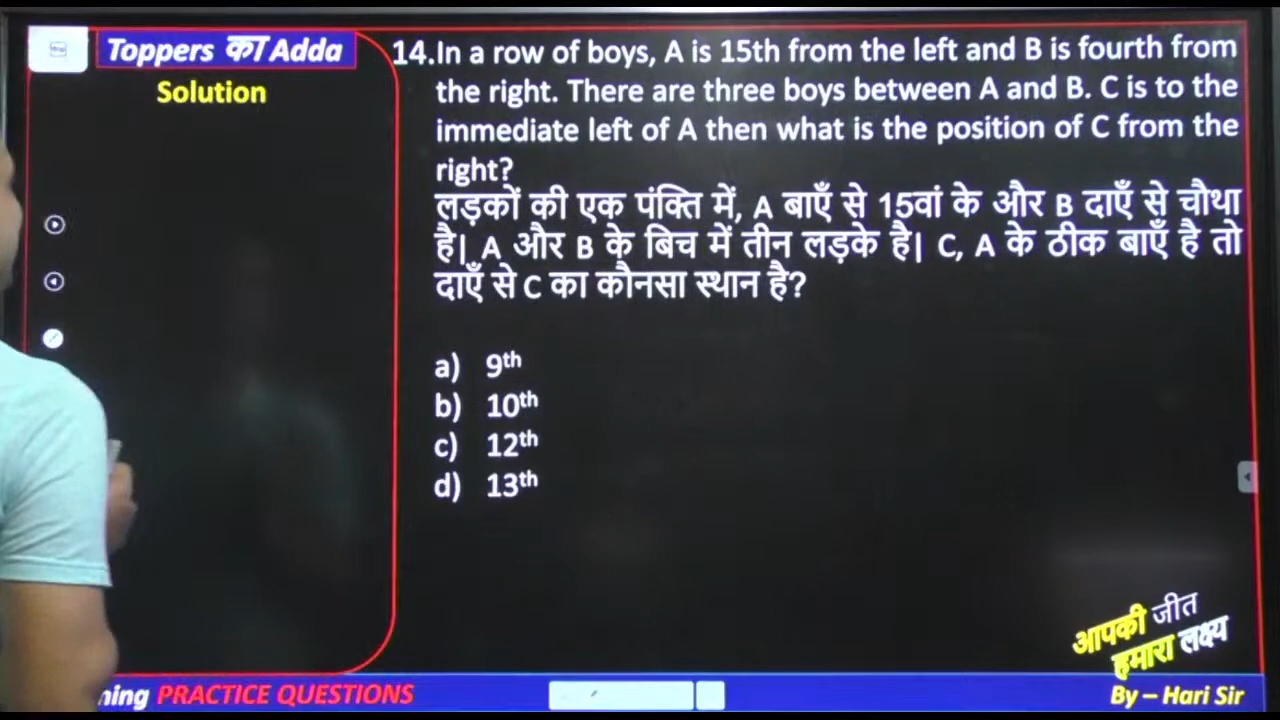 Toppers का Adda
Solution
14.In a row of boys, A is 15th from the left and B is fourth from
the right. There are three boys between A and B. C is to the
immediate left of A then what is the position of C from the
right?
लड़कों की एक पंक्ति में, A बाएँ से 15वां के और B दाएँ से चौथा
है| A और B के बिच में तीन लड़के है| C, A के ठीक बाएँ है तो
दाएँ से C का कौनसा स्थान है?
a) 9th
b) 10th
c) 12th
d) 13th
आपकी जीत
हमारा लक्ष्य
PRACTICE QUESTIONS
By – Hari Sir